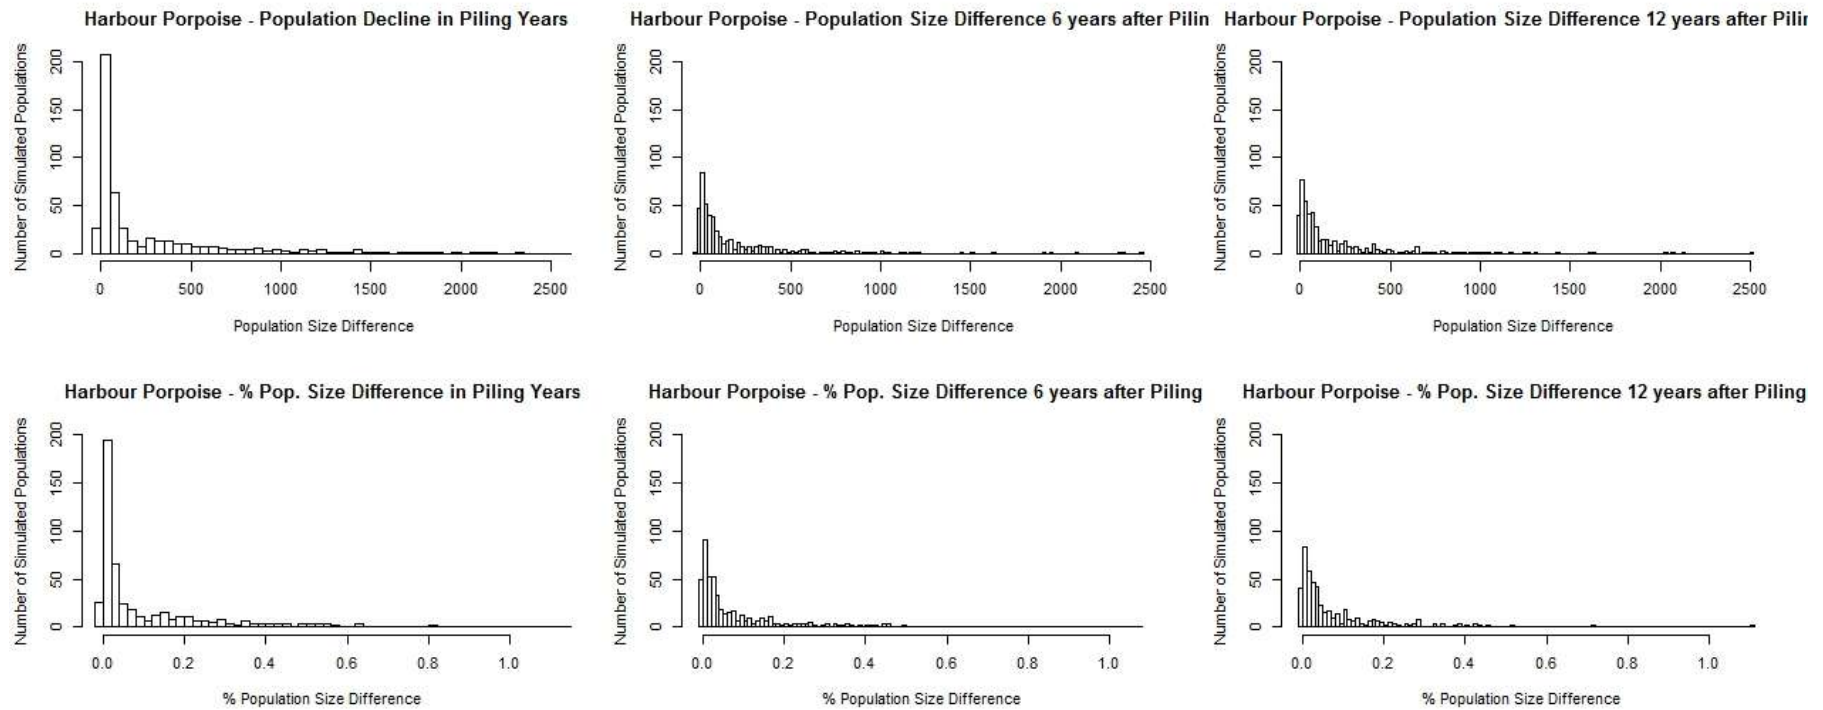 Harbour Porpoise - Population Decline in Piling Years
Number of Simulated Populations
0 50 100 150 200
0 500 1000 1500 2000 2500
Population Size Difference
Harbour Porpoise - Population Size Difference 6 years after Pilin
Number of Simulated Populations
0 50 100 150 200
0 500 1000 1500 2000 2500
Population Size Difference
Harbour Porpoise - Population Size Difference 12 years after Pilin
Number of Simulated Populations
0 50 100 150 200
0 500 1000 1500 2000 2500
Population Size Difference
Harbour Porpoise - % Pop. Size Difference in Piling Years
Number of Simulated Populations
0 50 100 150 200
0.0 0.2 0.4 0.6 0.8 1.0
% Population Size Difference
Harbour Porpoise - % Pop. Size Difference 6 years after Piling
Number of Simulated Populations
0 50 100 150 200
0.0 0.2 0.4 0.6 0.8 1.0
% Population Size Difference
Harbour Porpoise - % Pop. Size Difference 12 years after Piling
Number of Simulated Populations
0 50 100 150 200
0.0 0.2 0.4 0.6 0.8 1.0
% Population Size Difference